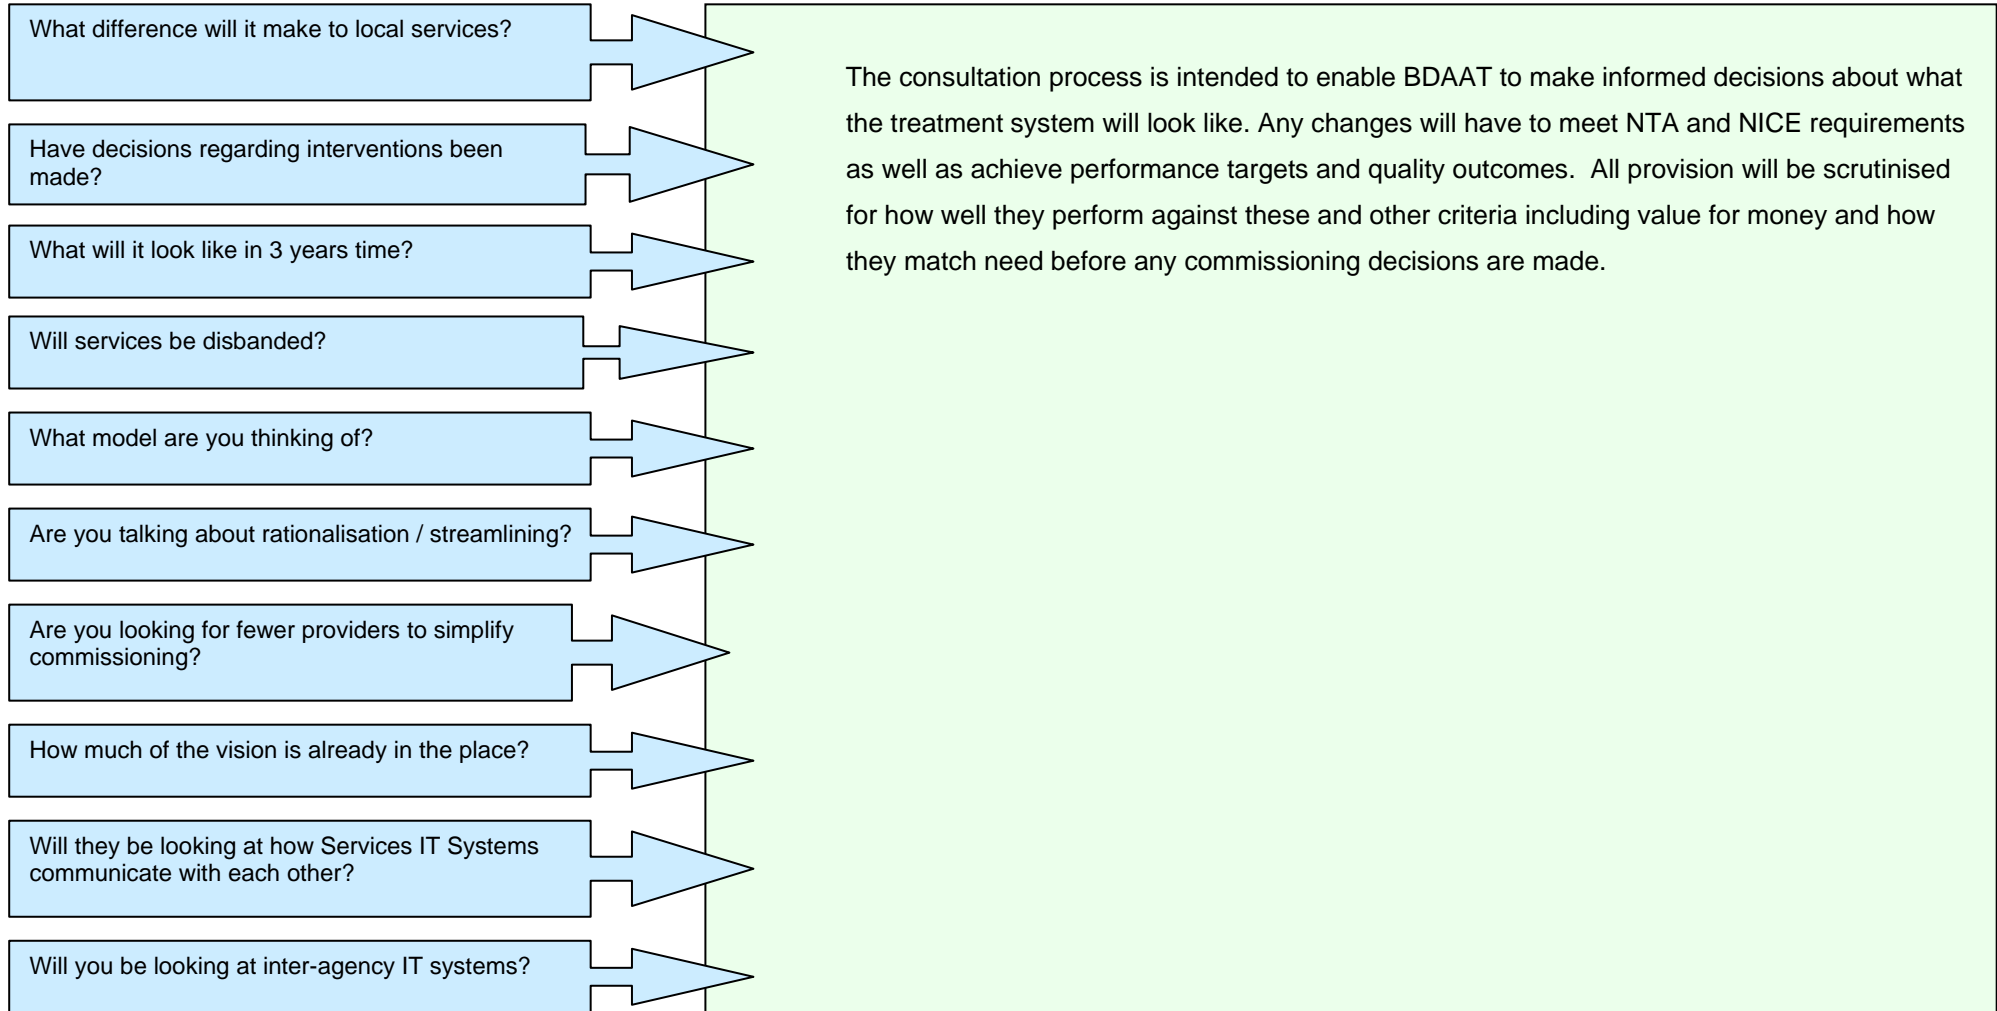 What difference will it make to local services?
Have decisions regarding interventions been
made?
What will it look like in 3 years time?
Will services be disbanded?
What model are you thinking of?
Are you talking about rationalisation / streamlining?
Are you looking for fewer providers to simplify
commissioning?
How much of the vision is already in the place?
Will they be looking at how Services IT Systems
communicate with each other?
Will you be looking at inter-agency IT systems?
The consultation process is intended to enable BDAAT to make informed decisions about what
the treatment system will look like. Any changes will have to meet NTA and NICE requirements
as well as achieve performance targets and quality outcomes.  All provision will be scrutinised
for how well they perform against these and other criteria including value for money and how
they match need before any commissioning decisions are made.